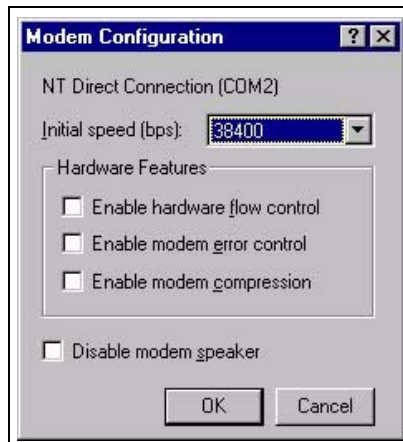 Modem Configuration ? ×
NT Direct Connection (COM2)
Initial speed (bps): 38400
Hardware Features
Enable hardware flow control
Enable modem error control
Enable modem compression
Disable modem speaker
OK Cancel